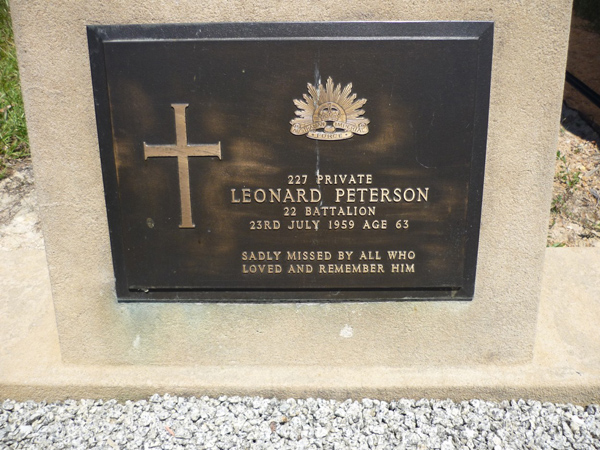 227 PRIVATE
LEONARD PETERSON
22 BATTALION
23RD JULY 1959 AGE 63
SADLY MISSED BY ALL WHO
LOVED AND REMEMBER HIM